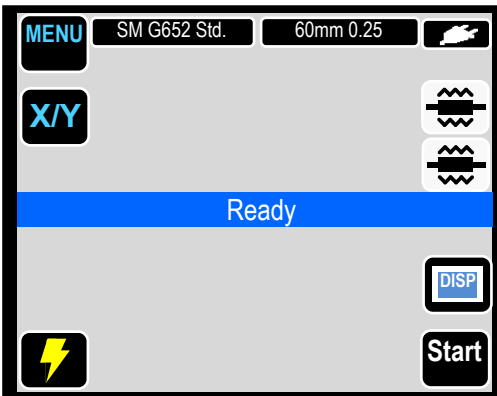 MENU
SM G652 Std.
60mm 0.25
X/Y
Ready
DISP
Start